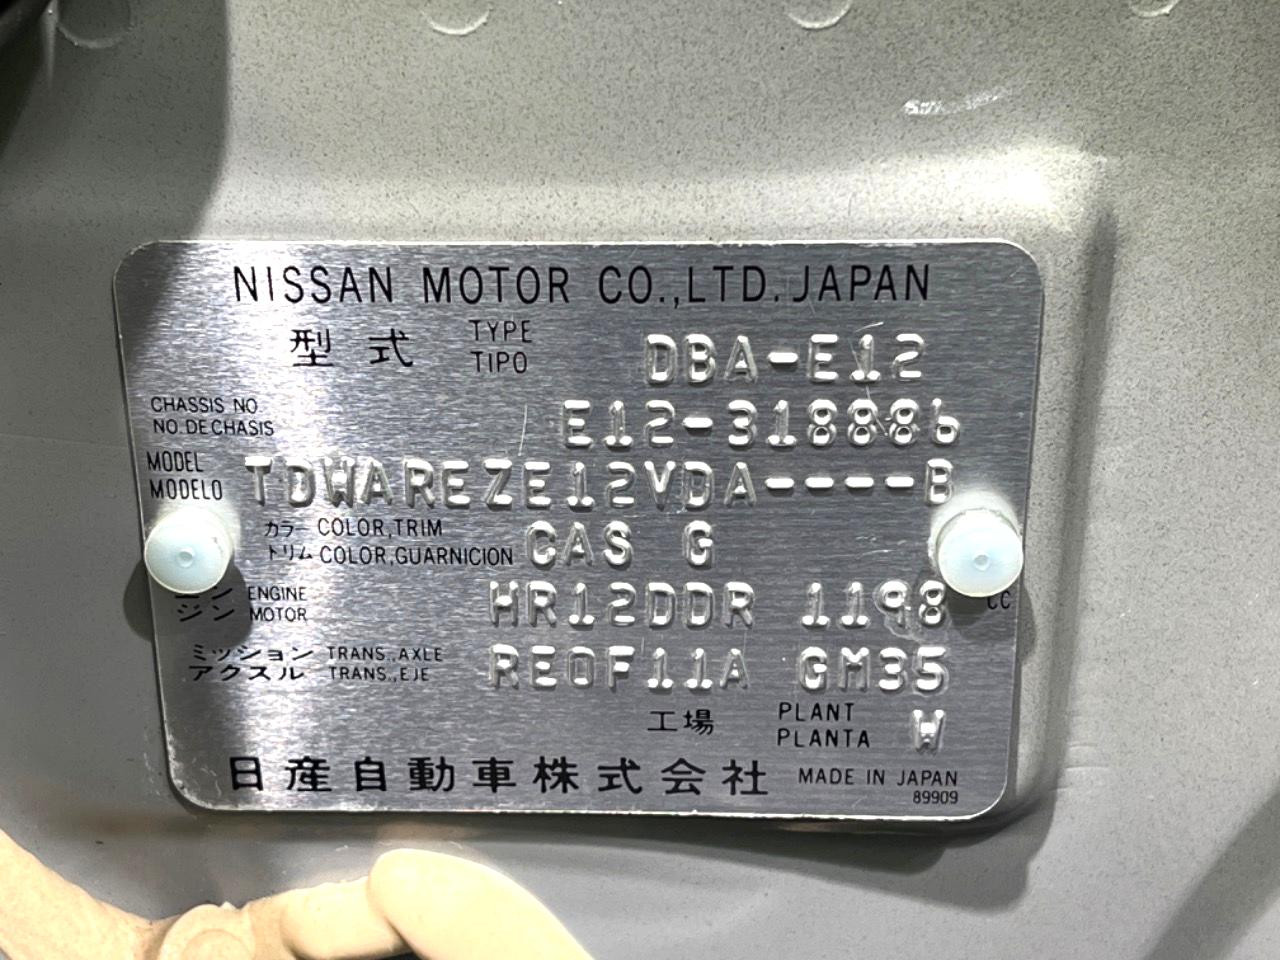 NISSAN MOTOR CO.,LTD. JAPAN
型式 TYPE TIPO DBA-E12
CHASSIS NO NO.DE CHASIS E12-318886
MODEL MODELO TDWAREZE12VDA----B
カラー COLOR,TRIM
トリム COLOR,GUARNICION CAS G
ENGINE
ジン MOTOR HR12DDR 1198 CC
ミッション TRANS.,AXLE
アクスル TRANS.,EJE RE0F11A GM35
工場 PLANT PLANTA W
日産自動車株式会社 MADE IN JAPAN
89909